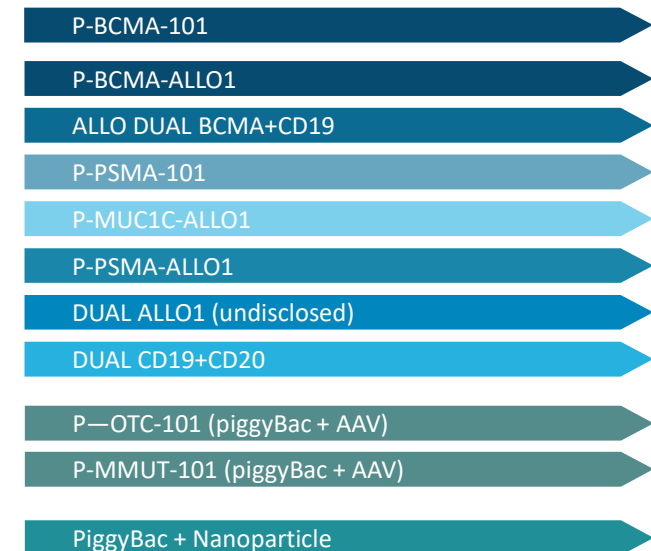 P-BCMA-101
P-BCMA-ALLO1
ALLO DUAL BCMA+CD19
P-PSMA-101
P-MUC1C-ALLO1
P-PSMA-ALLO1
DUAL ALLO1 (undisclosed)
DUAL CD19+CD20
P—OTC-101 (piggyBac + AAV)
P-MMUT-101 (piggyBac + AAV)
PiggyBac + Nanoparticle